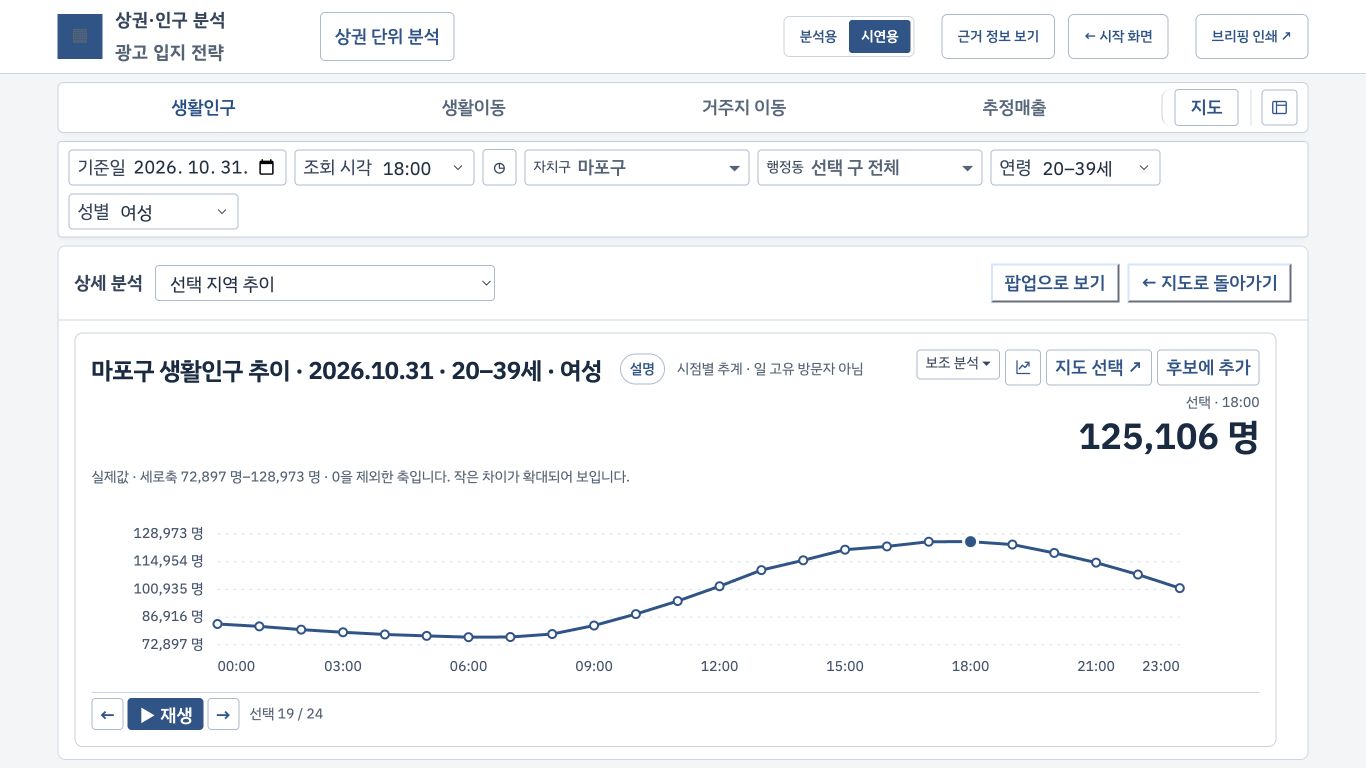 상권·인구 분석
광고 입지 전략
상권 단위 분석
분석용 시연용
근거 정보 보기
← 시작 화면
브리핑 인쇄 ↗
생활인구 생활이동 거주지 이동 추정매출 지도
기준일 2026. 10. 31. 조회 시각 18:00 자치구 마포구 행정동 선택 구 전체 연령 20–39세
성별 여성
상세 분석 선택 지역 추이 팝업으로 보기 ← 지도로 돌아가기
마포구 생활인구 추이 · 2026.10.31 · 20–39세 · 여성 설명 시점별 추계 · 일 고유 방문자 아님 보조 분석 지도 선택 ↗ 후보에 추가
선택 · 18:00
125,106 명
실제값 · 세로축 72,897 명–128,973 명 · 0을 제외한 축입니다. 작은 차이가 확대되어 보입니다.
128,973 명
114,954 명
100,935 명
86,916 명
72,897 명
00:00 03:00 06:00 09:00 12:00 15:00 18:00 21:00 23:00
← ▶ 재생 → 선택 19 / 24